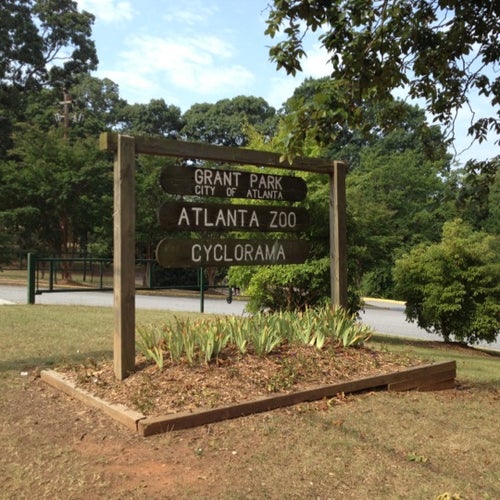 GRANT PARK
CITY OF ATLANTA
ATLANTA ZOO
CYCLORAMA